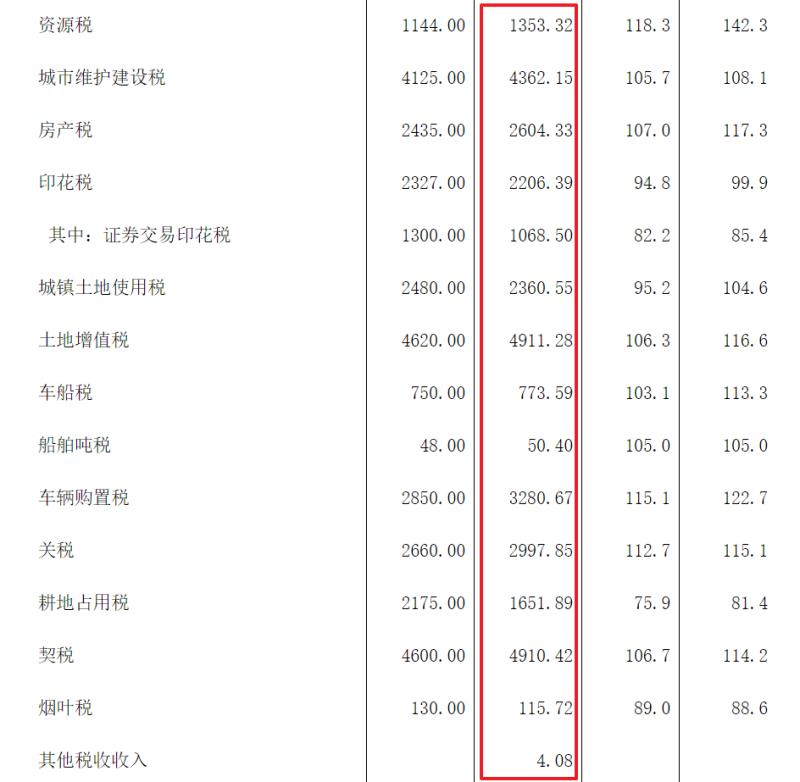 资源税 1144.00 1353.32 118.3 142.3
城市维护建设税 4125.00 4362.15 105.7 108.1
房产税 2435.00 2604.33 107.0 117.3
印花税 2327.00 2206.39 94.8 99.9
其中：证券交易印花税 1300.00 1068.50 82.2 85.4
城镇土地使用税 2480.00 2360.55 95.2 104.6
土地增值税 4620.00 4911.28 106.3 116.6
车船税 750.00 773.59 103.1 113.3
船舶吨税 48.00 50.40 105.0 105.0
车辆购置税 2850.00 3280.67 115.1 122.7
关税 2660.00 2997.85 112.7 115.1
耕地占用税 2175.00 1651.89 75.9 81.4
契税 4600.00 4910.42 106.7 114.2
烟叶税 130.00 115.72 89.0 88.6
其他税收收入 4.08